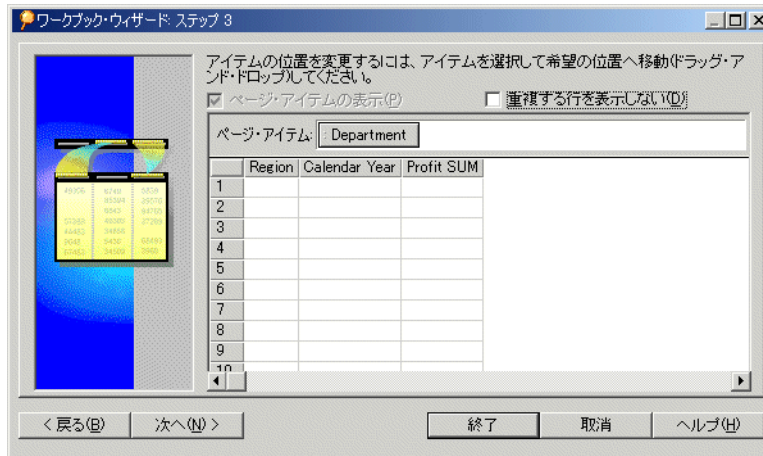 ワークブック・ウィザード: ステップ 3
アイテムの位置を変更するには、アイテムを選択して希望の位置へ移動(ドラッグ・ア
ンド・ドロップ)してください。
ページ・アイテムの表示(P) 重複する行を表示しない(D)
ページ・アイテム: Department
Region Calendar Year Profit SUM
1
2
3
4
5
6
7
8
9
10
< 戻る(B) 次へ(N) > 終了 取消 ヘルプ(H)